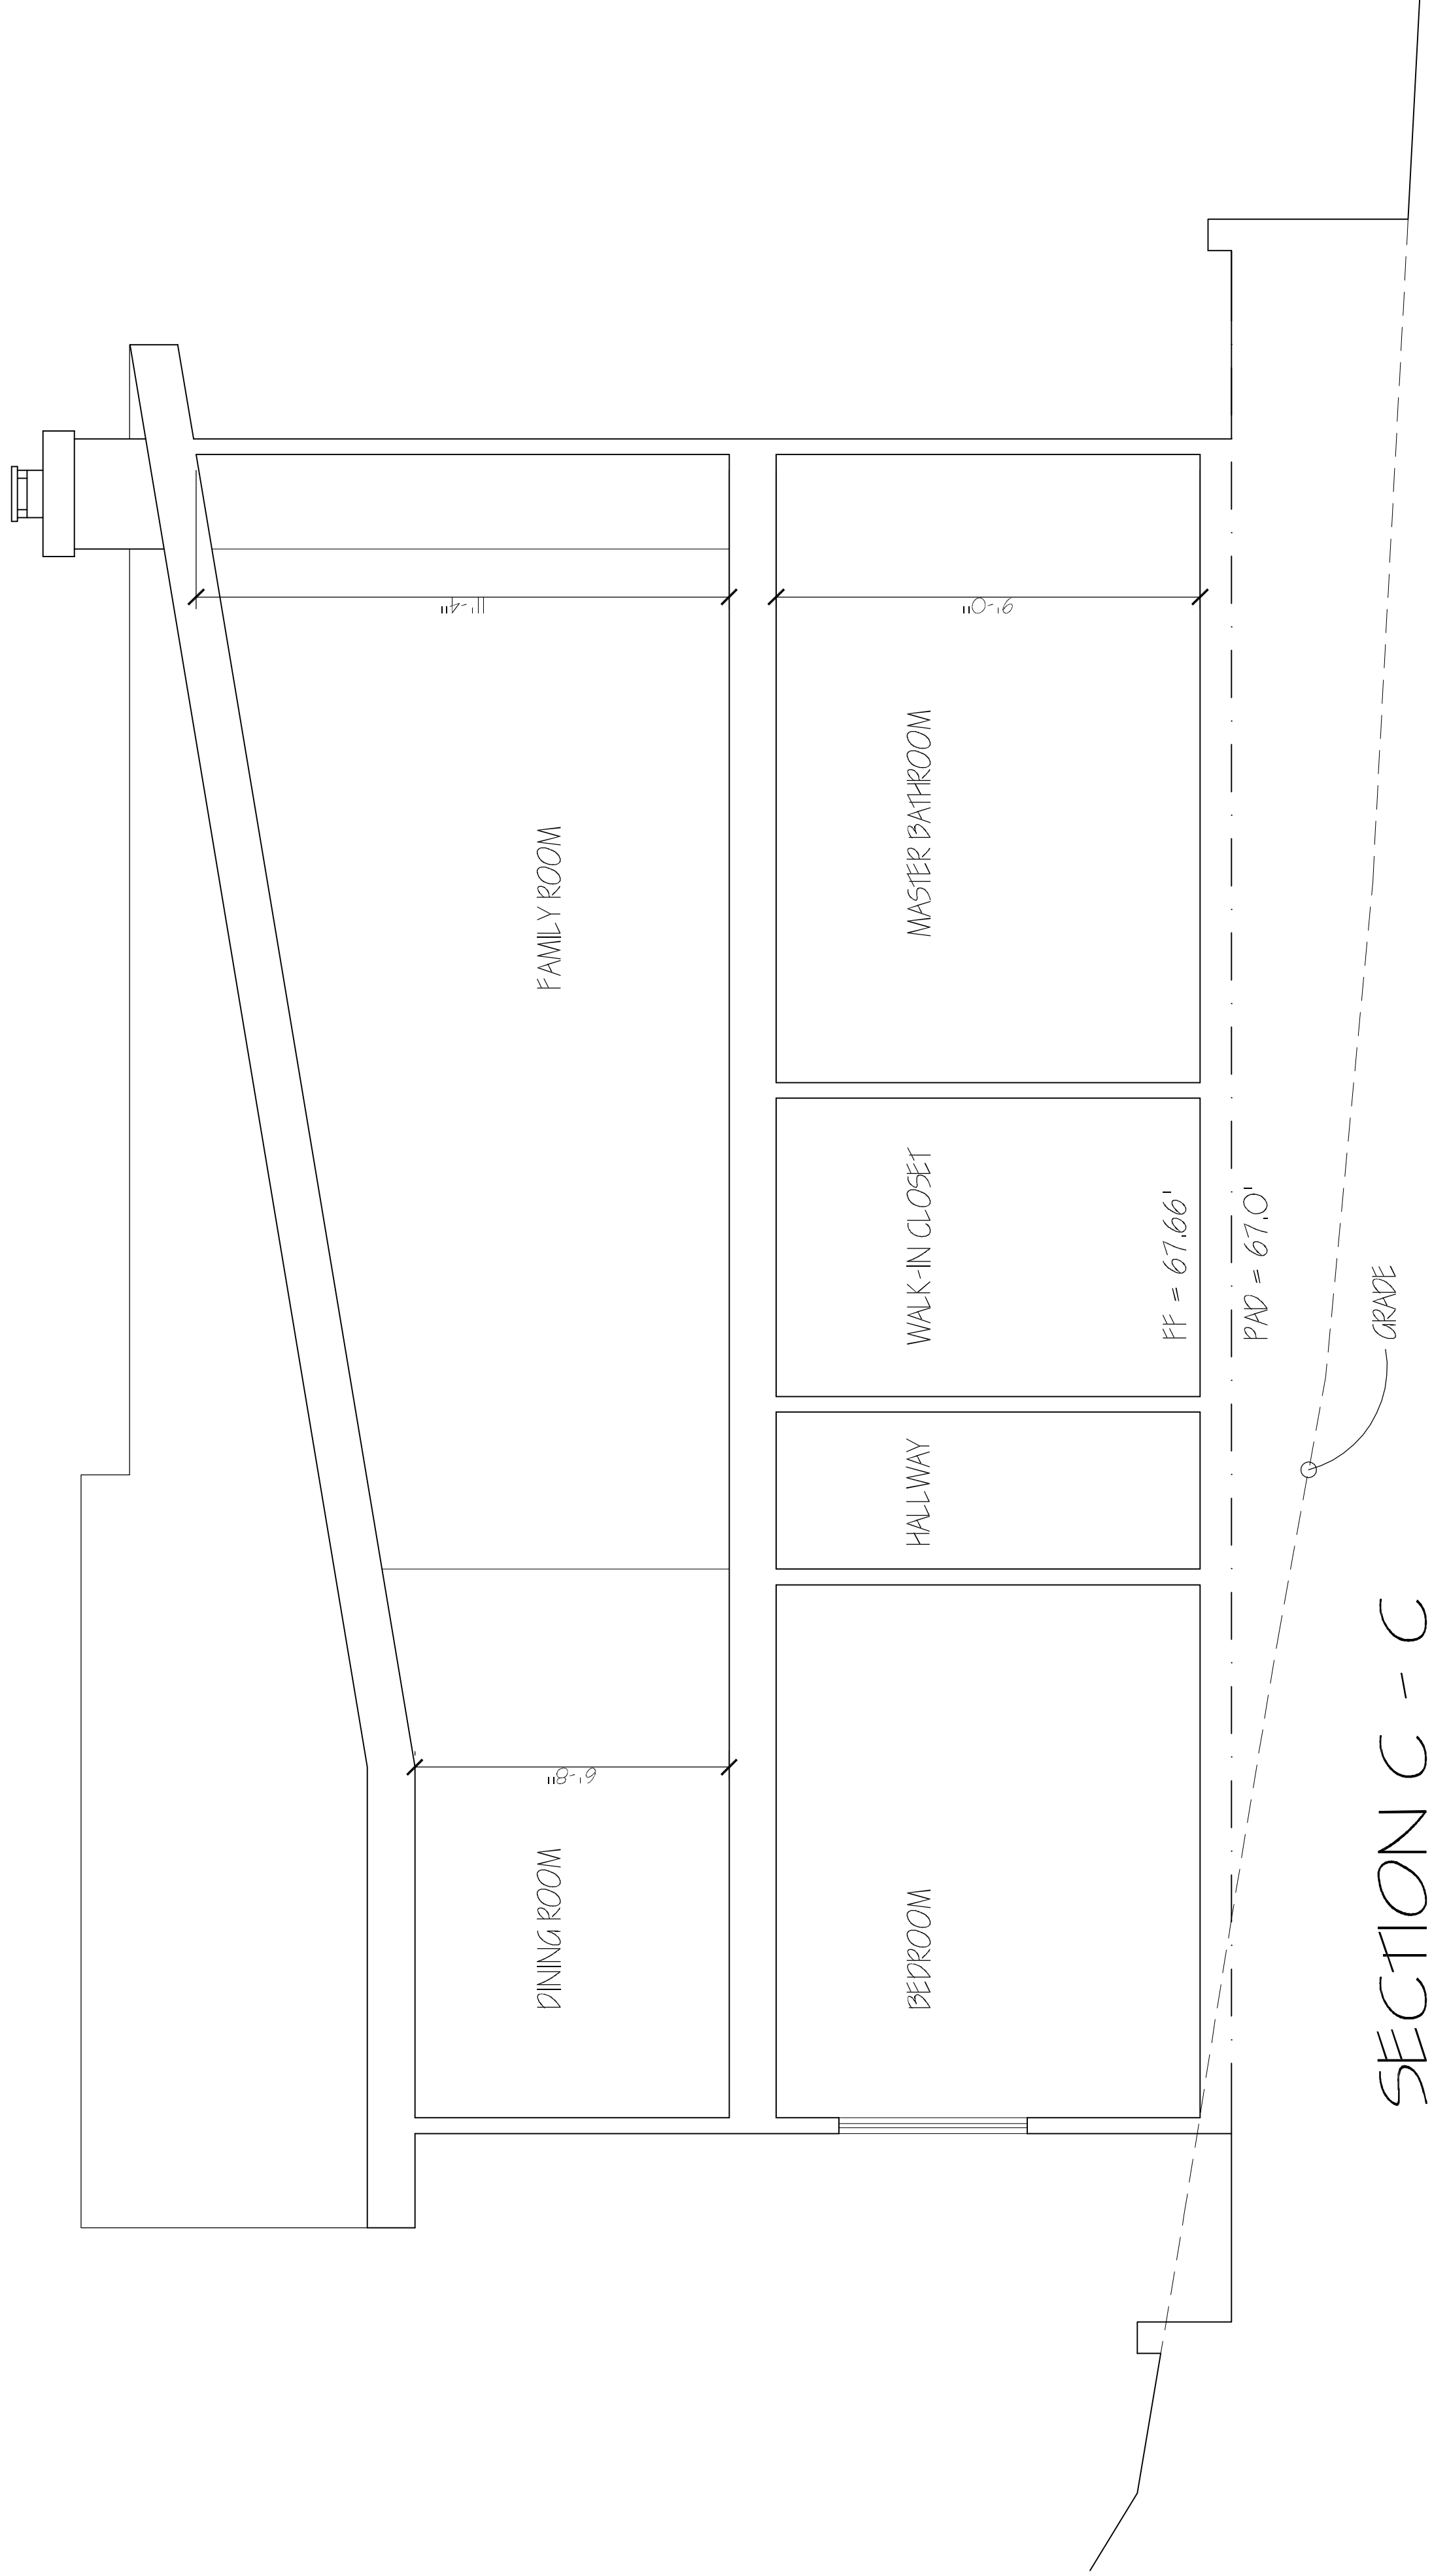 11'-4"
DINING ROOM
FAMILY ROOM
6'-8"
BEDROOM
HALLWAY
WALK-IN CLOSET
MASTER BATHROOM
9'-0"
FF = 67.66'
PAD = 67.0'
GRADE
SECTION C - C